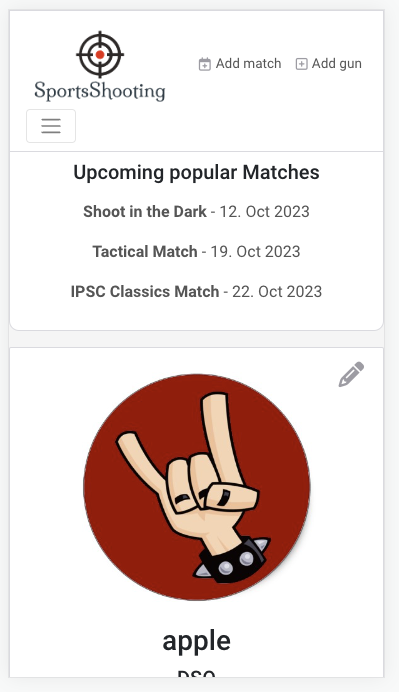 SportsShooting
Add match
Add gun
Upcoming popular Matches
Shoot in the Dark - 12. Oct 2023
Tactical Match - 19. Oct 2023
IPSC Classics Match - 22. Oct 2023
apple